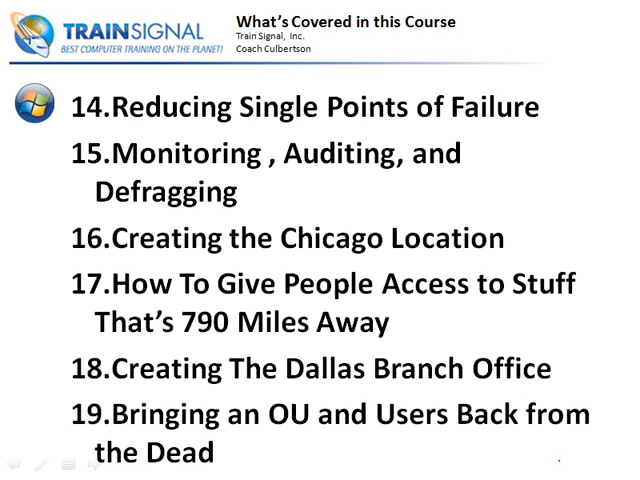 TRAINSIGNAL
BEST COMPUTER TRAINING ON THE PLANET!
What's Covered in this Course
Train Signal, Inc.
Coach Culbertson
14.Reducing Single Points of Failure
15.Monitoring , Auditing, and
Defragging
16.Creating the Chicago Location
17.How To Give People Access to Stuff
That's 790 Miles Away
18.Creating The Dallas Branch Office
19.Bringing an OU and Users Back from
the Dead